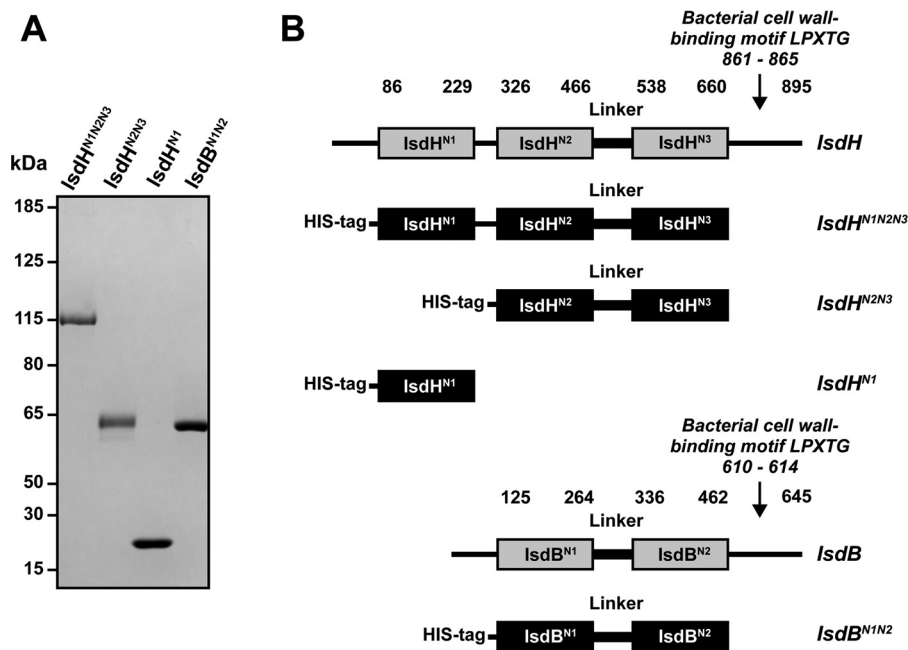 A
IsdH^N1N2N3
IsdH^N2N3
IsdH^N1
IsdB^N1N2
kDa
185
125
115
80
65
50
30
15
B
Bacterial cell wall-
binding motif LPXTG
861 - 865
86 229 326 466 538 660 895
Linker
IsdH^N1 IsdH^N2 IsdH^N3 IsdH
Linker
HIS-tag IsdH^N1 IsdH^N2 IsdH^N3 IsdH^N1N2N3
Linker
HIS-tag IsdH^N2 IsdH^N3 IsdH^N2N3
HIS-tag IsdH^N1 IsdH^N1
Bacterial cell wall-
binding motif LPXTG
610 - 614
125 264 336 462 645
Linker
IsdB^N1 IsdB^N2 IsdB
Linker
HIS-tag IsdB^N1 IsdB^N2 IsdB^N1N2